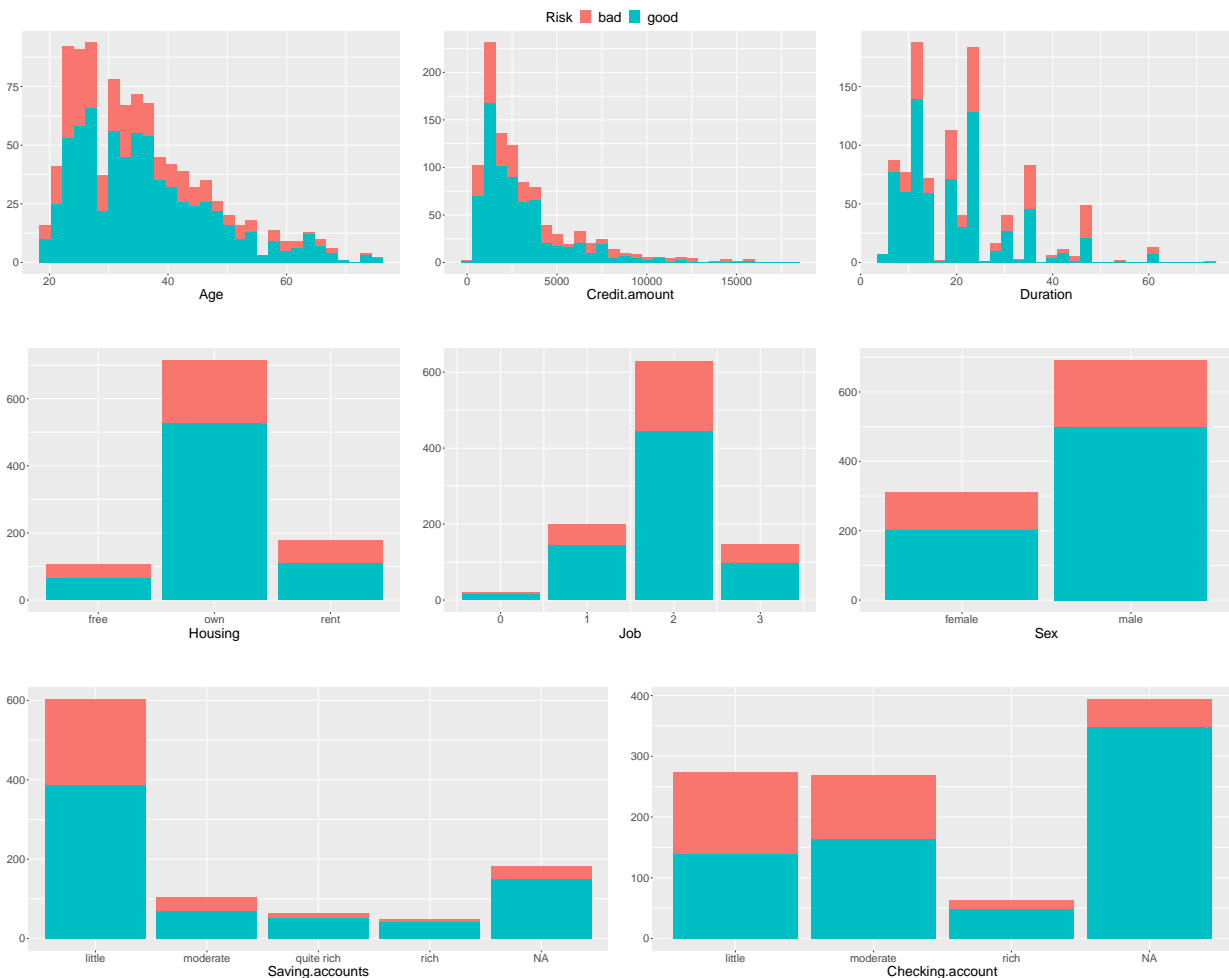 Risk bad good
75
50
25
0
20 40 60
Age
200
150
100
50
0
0 5000 10000 15000
Credit.amount
150
100
50
0
0 20 40 60
Duration
600
400
200
0
free own rent
Housing
600
400
200
0
0 1 2 3
Job
600
400
200
0
female male
Sex
600
400
200
0
little moderate quite rich rich NA
Saving.accounts
400
300
200
100
0
little moderate rich NA
Checking.account